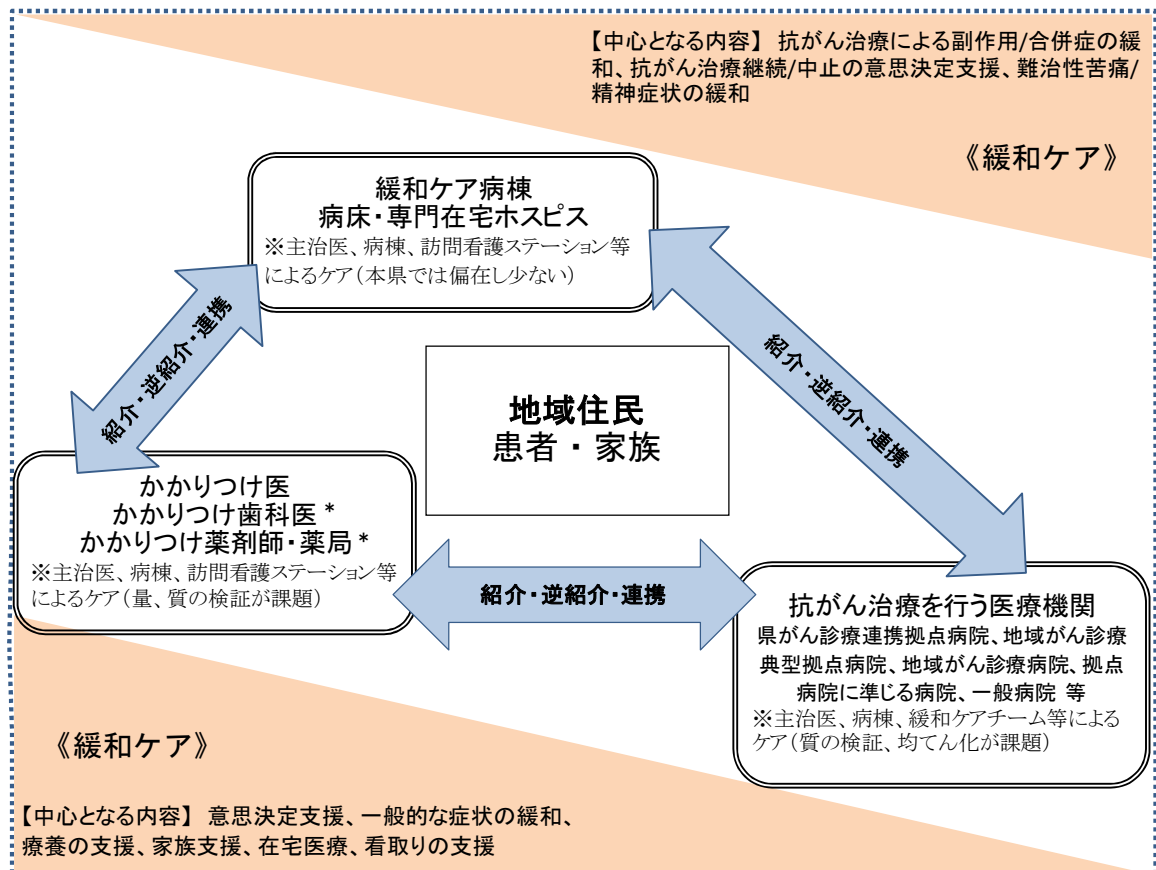 【中心となる内容】 抗がん治療による副作用/合併症の緩
和、抗がん治療継続/中止の意思決定支援、難治性苦痛/
精神症状の緩和
《緩和ケア》
緩和ケア病棟
病床・専門在宅ホスピス
※主治医、病棟、訪問看護ステーション等
によるケア(本県では偏在し少ない)
紹介・逆紹介・連携
紹介・逆紹介・連携
地域住民
患者 ・ 家族
かかりつけ医
かかりつけ歯科医 *
かかりつけ薬剤師・薬局 *
※主治医、病棟、訪問看護ステーション等
によるケア(量、質の検証が課題)
紹介・逆紹介・連携
抗がん治療を行う医療機関
県がん診療連携拠点病院、地域がん診療
典型拠点病院、地域がん診療病院、拠点
病院に準じる病院、一般病院 等
※主治医、病棟、緩和ケアチーム等による
ケア(質の検証、均てん化が課題)
《緩和ケア》
【中心となる内容】 意思決定支援、一般的な症状の緩和、
療養の支援、家族支援、在宅医療、看取りの支援